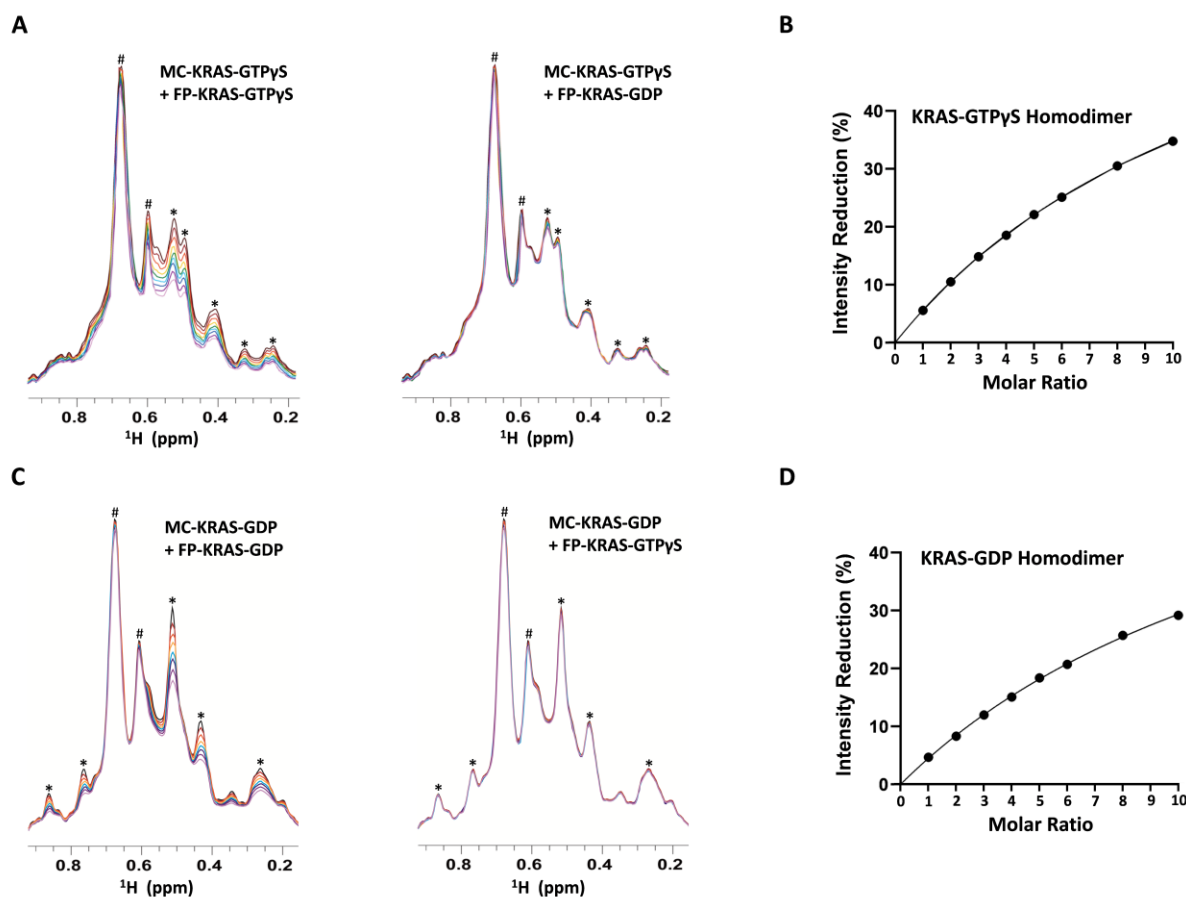 A
#
MC-KRAS-GTPγS
+ FP-KRAS-GTPγS
#
*
*
*
*
*
0.8 0.6 0.4 0.2
¹H (ppm)
#
MC-KRAS-GTPγS
+ FP-KRAS-GDP
#
*
*
*
*
*
0.8 0.6 0.4 0.2
¹H (ppm)
B
KRAS-GTPγS Homodimer
Intensity Reduction (%)
40
30
20
10
0
0 1 2 3 4 5 6 7 8 9 10
Molar Ratio
C
#
MC-KRAS-GDP
+ FP-KRAS-GDP
#
*
*
*
*
*
0.8 0.6 0.4 0.2
¹H (ppm)
#
MC-KRAS-GDP
+ FP-KRAS-GTPγS
#
*
*
*
*
*
0.8 0.6 0.4 0.2
¹H (ppm)
D
KRAS-GDP Homodimer
Intensity Reduction (%)
40
30
20
10
0
0 1 2 3 4 5 6 7 8 9 10
Molar Ratio